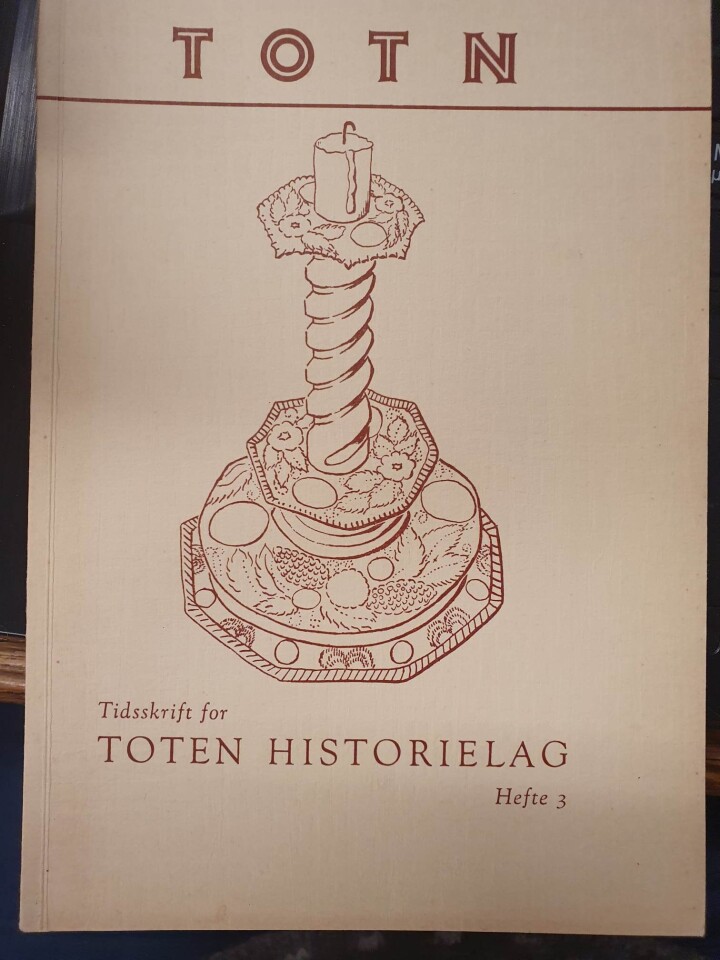 TOTN
Tidsskrift for
TOTEN HISTORIELAG
Hefte 3